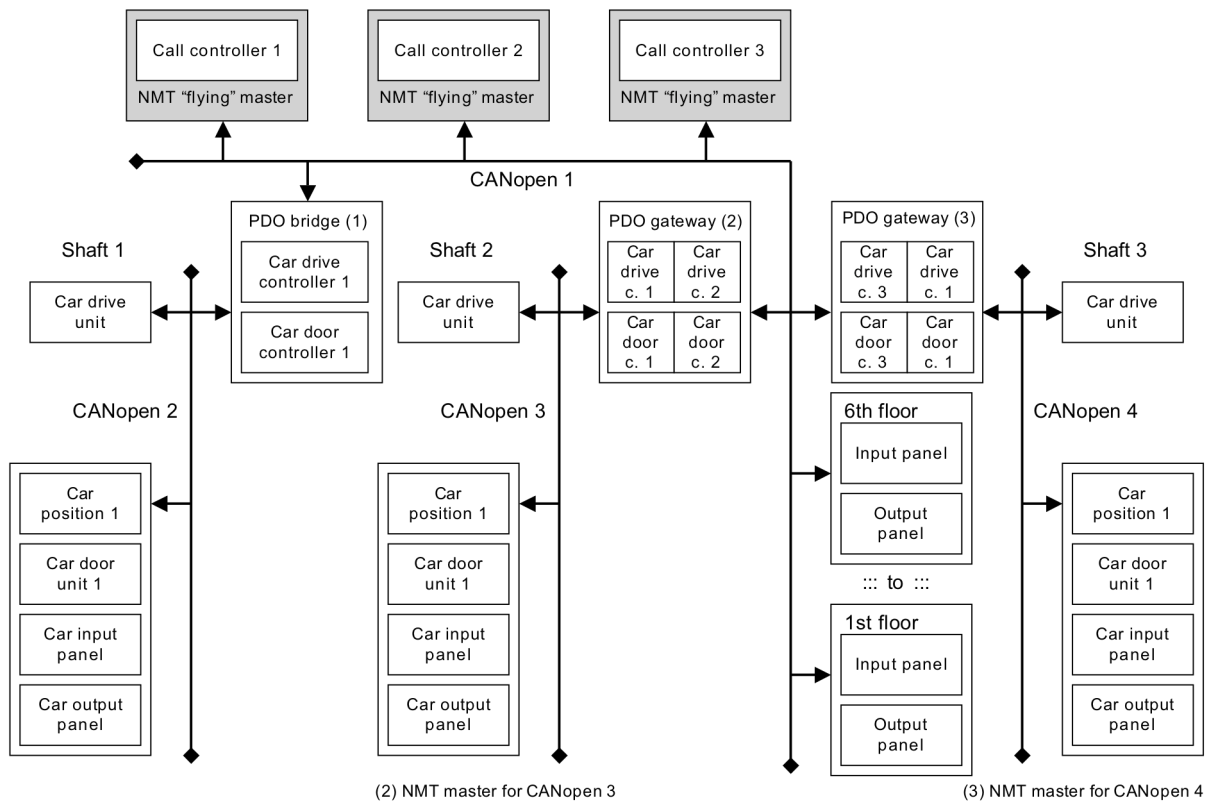 Call controller 1
NMT “flying” master
Call controller 2
NMT “flying” master
Call controller 3
NMT “flying” master
CANopen 1
Shaft 1
Car drive
unit
PDO bridge (1)
Car drive
controller 1
Car door
controller 1
CANopen 2
Car
position 1
Car door
unit 1
Car input
panel
Car output
panel
Shaft 2
Car drive
unit
PDO gateway (2)
Car
drive
c. 1
Car
drive
c. 2
Car
door
c. 1
Car
door
c. 2
CANopen 3
Car
position 1
Car door
unit 1
Car input
panel
Car output
panel
PDO gateway (3)
Car
drive
c. 3
Car
drive
c. 1
Car
door
c. 3
Car
door
c. 1
Shaft 3
Car drive
unit
6th floor
Input panel
Output
panel
::: to :::
1st floor
Input panel
Output
panel
CANopen 4
Car
position 1
Car door
unit 1
Car input
panel
Car output
panel
(2) NMT master for CANopen 3
(3) NMT master for CANopen 4